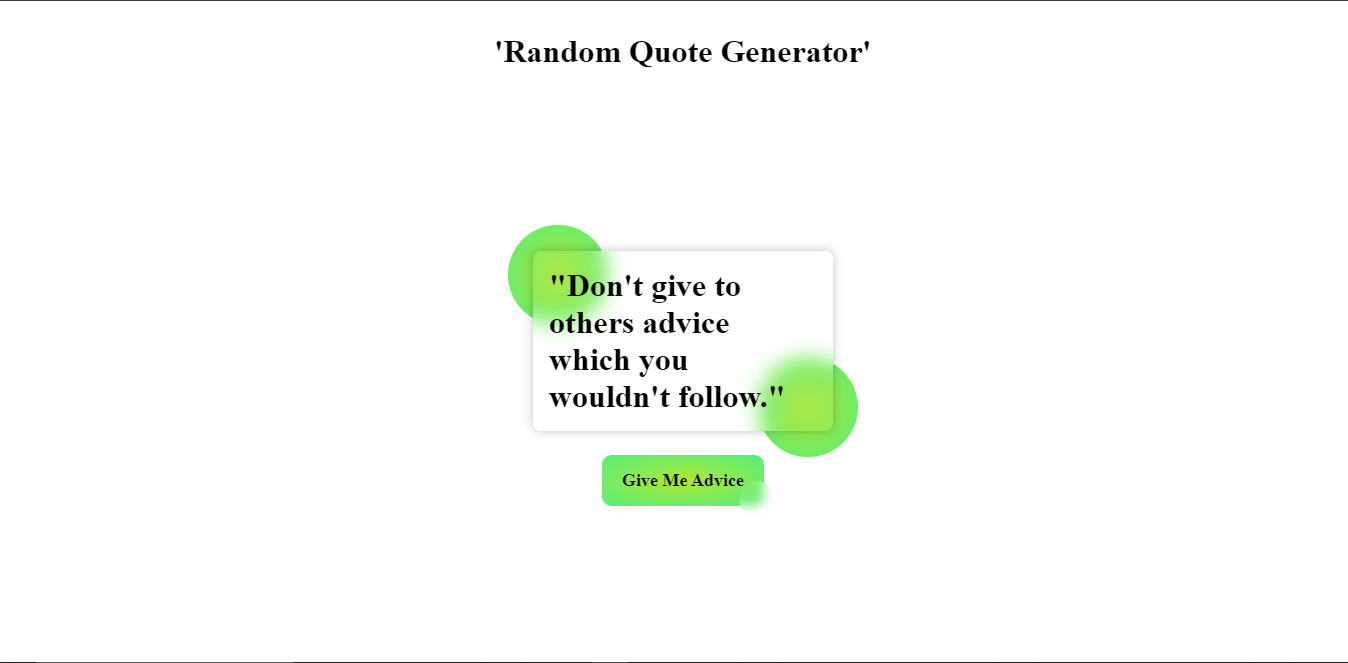 'Random Quote Generator'
"Don't give to
others advice
which you
wouldn't follow."
Give Me Advice